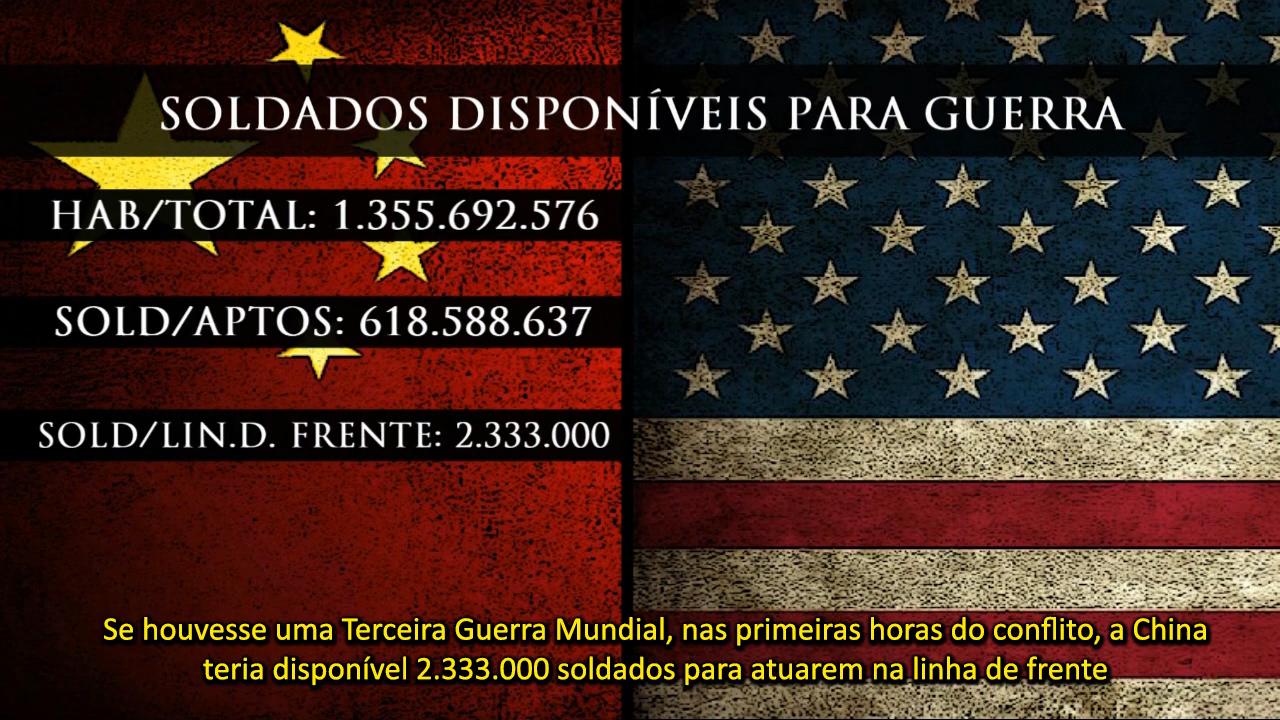 SOLDADOS DISPONÍVEIS PARA GUERRA
HAB/TOTAL: 1.355.692.576
SOLD/APTOS: 618.588.637
SOLD/LIN.D. FRENTE: 2.333.000
Se houvesse uma Terceira Guerra Mundial, nas primeiras horas do conflito, a China
teria disponível 2.333.000 soldados para atuarem na linha de frente